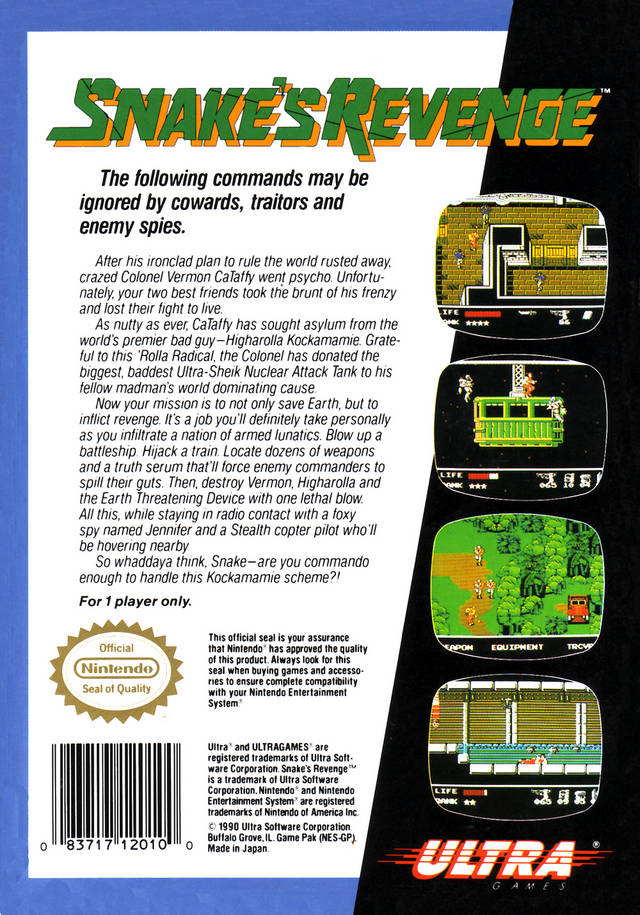 SNAKE'S REVENGE™
The following commands may be
ignored by cowards, traitors and
enemy spies.
After his ironclad plan to rule the world rusted away,
crazed Colonel Vermon CaTaffy went psycho. Unfortu-
nately, your two best friends took the brunt of his frenzy
and lost their fight to live.
As nutty as ever, CaTaffy has sought asylum from the
world's premier bad guy—Higharolla Kockamamie. Grate-
ful to this 'Rolla Radical, the Colonel has donated the
biggest, baddest Ultra-Sheik Nuclear Attack Tank to his
fellow madman's world dominating cause.
Now your mission is to not only save Earth, but to
inflict revenge. It's a job you'll definitely take personally
as you infiltrate a nation of armed lunatics. Blow up a
battleship. Hijack a train. Locate dozens of weapons
and a truth serum that'll force enemy commanders to
spill their guts. Then, destroy Vermon, Higharolla and
the Earth Threatening Device with one lethal blow.
All this, while staying in radio contact with a foxy
spy named Jennifer and a Stealth copter pilot who'll
be hovering nearby.
So whaddaya think, Snake—are you commando
enough to handle this Kockamamie scheme?!
For 1 player only.
Official
Nintendo®
Seal of Quality
This official seal is your assurance
that Nintendo® has approved the quality
of this product. Always look for this
seal when buying games and accesso-
ries to ensure complete compatibility
with your Nintendo Entertainment
System®.
Ultra® and ULTRAGAMES® are
registered trademarks of Ultra Soft-
ware Corporation. Snake's Revenge™
is a trademark of Ultra Software
Corporation. Nintendo® and Nintendo
Entertainment System® are registered
trademarks of Nintendo of America Inc.
© 1990 Ultra Software Corporation
Buffalo Grove, IL. Game Pak (NES-GP)
Made in Japan.
0 83717 12010 0
IFE
ANK ★★★★
66
LIFE
RANK ★★★
EAPON EQUIPMENT TRCVR
LIFE
RANK ★★
ULTRA®
GAMES